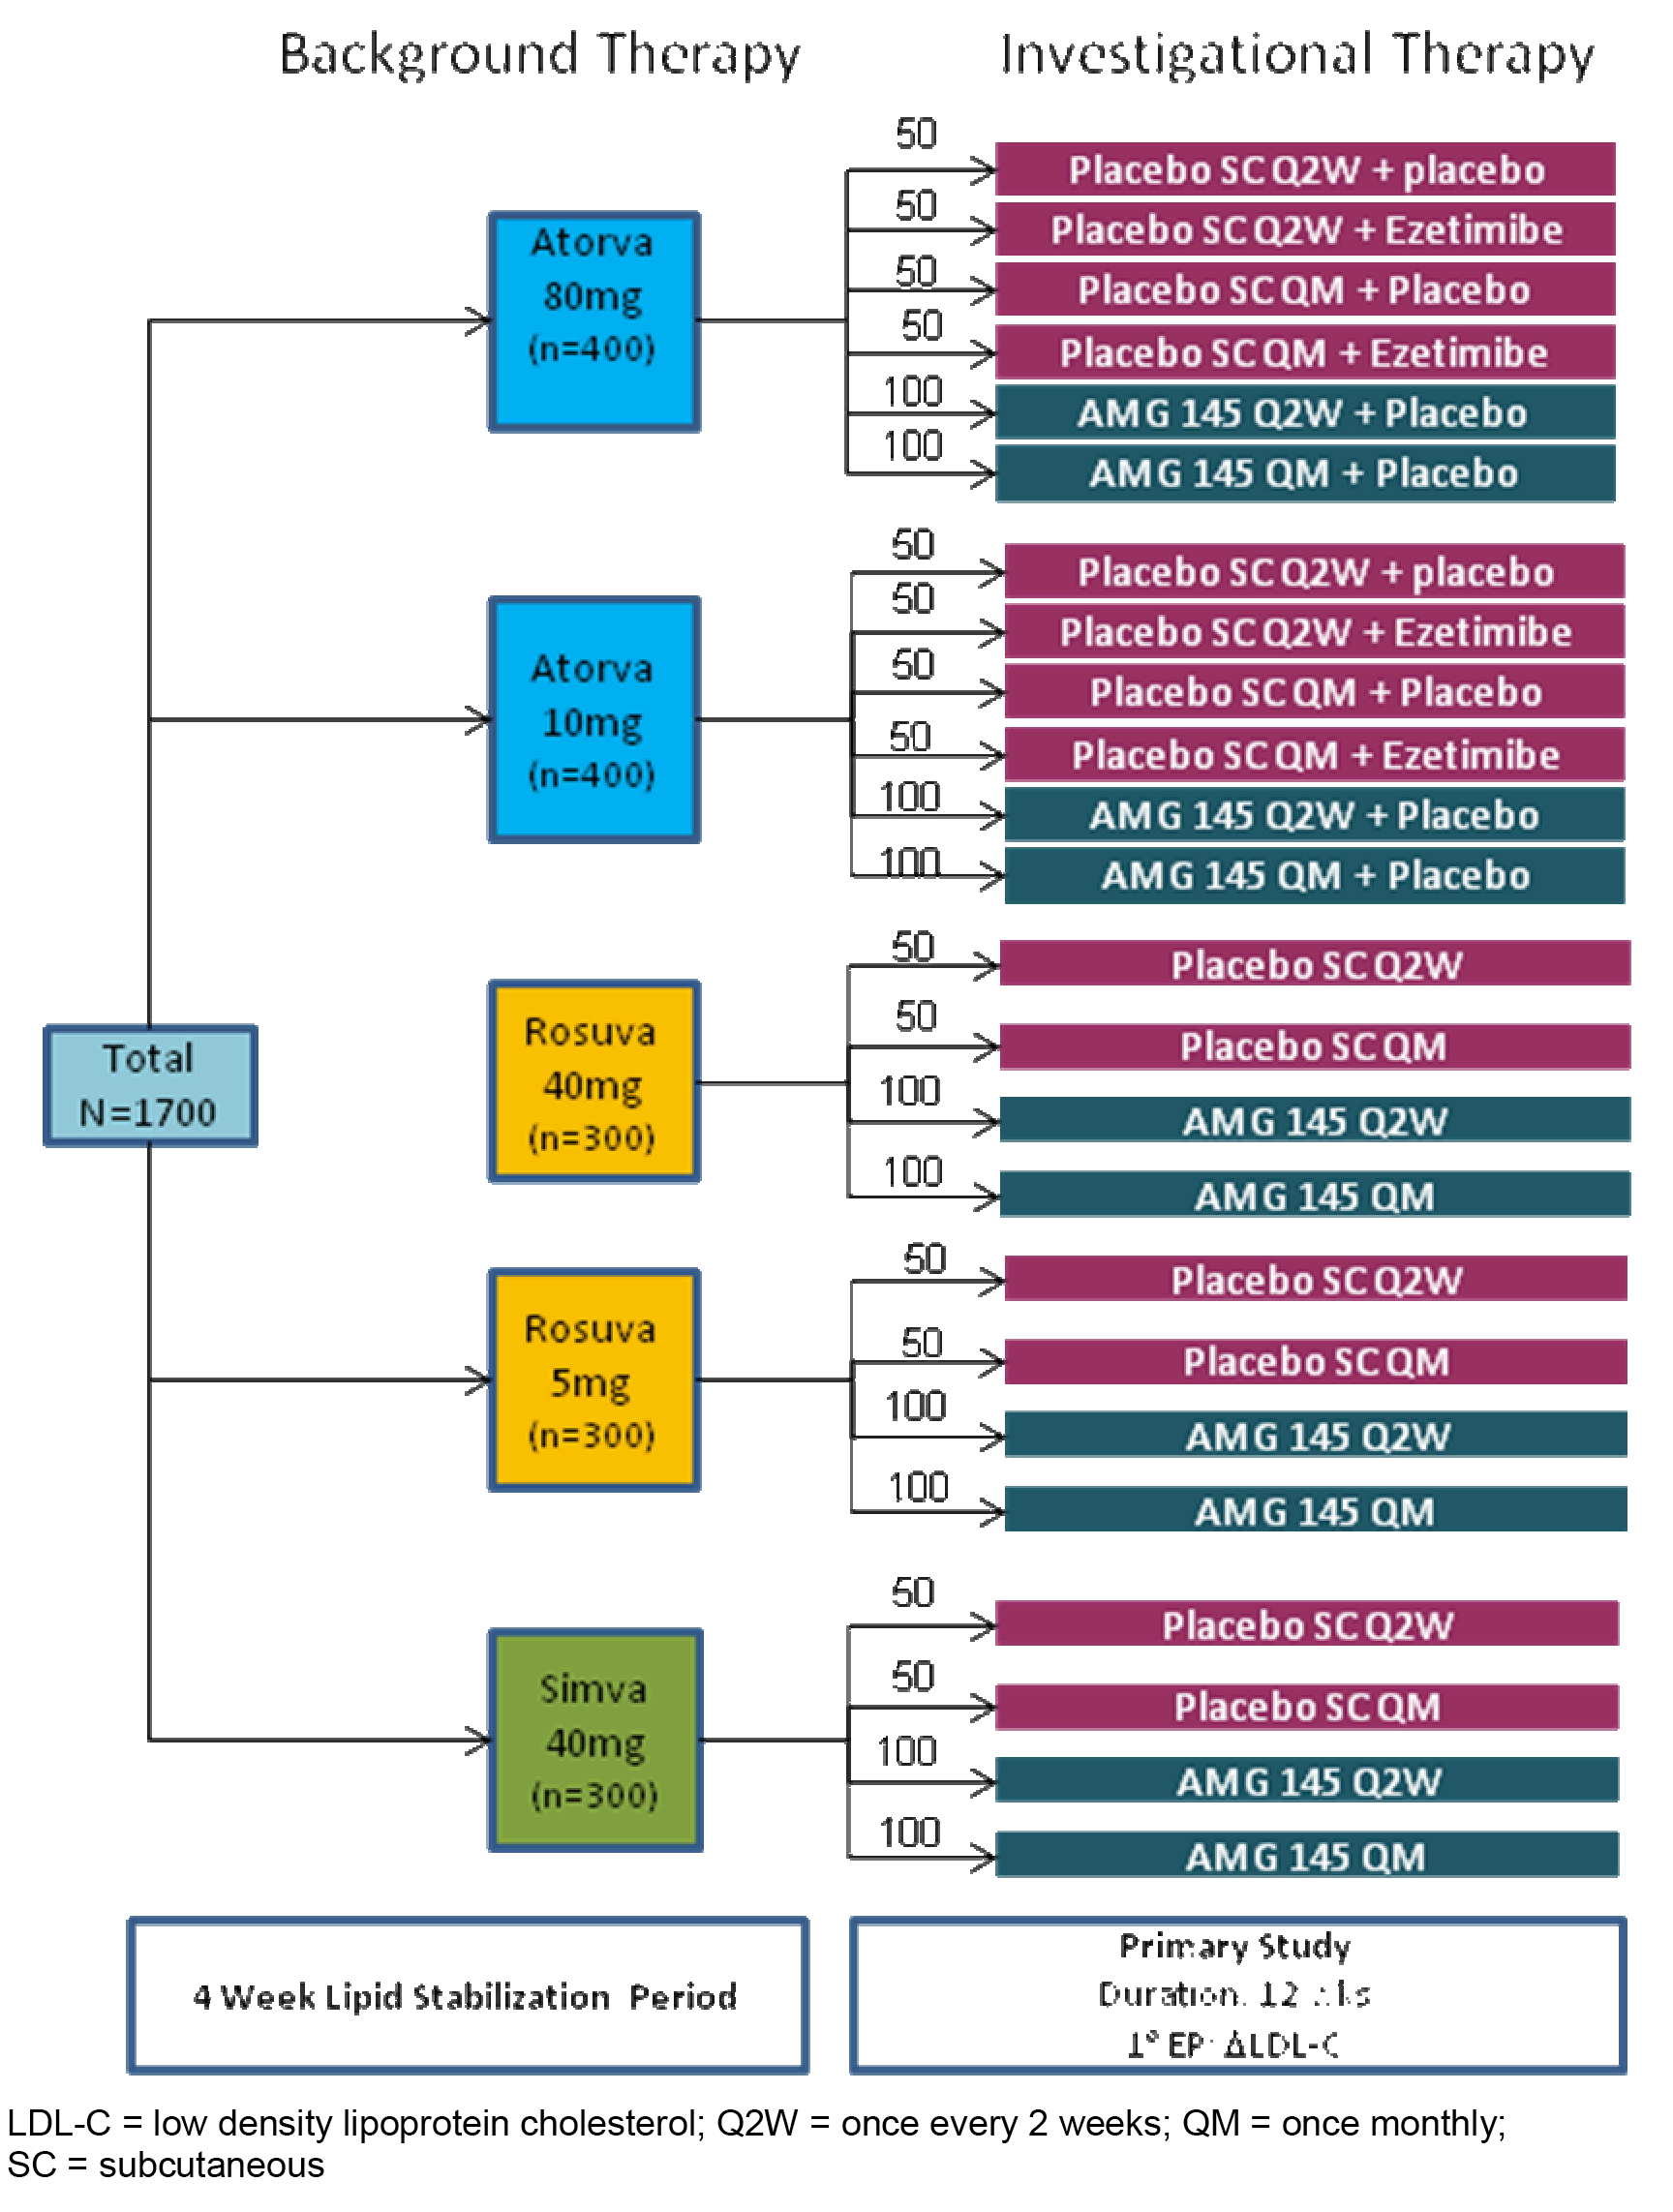 Background Therapy
Investigational Therapy
Total
N=1700
Atorva
80mg
(n=400)
50
Placebo SC Q2W + placebo
50
Placebo SC Q2W + Ezetimibe
50
Placebo SC QM + Placebo
50
Placebo SC QM + Ezetimibe
100
AMG 145 Q2W + Placebo
100
AMG 145 QM + Placebo
Atorva
10mg
(n=400)
50
Placebo SC Q2W + placebo
50
Placebo SC Q2W + Ezetimibe
50
Placebo SC QM + Placebo
50
Placebo SC QM + Ezetimibe
100
AMG 145 Q2W + Placebo
100
AMG 145 QM + Placebo
Rosuva
40mg
(n=300)
50
Placebo SC Q2W
50
Placebo SC QM
100
AMG 145 Q2W
100
AMG 145 QM
Rosuva
5mg
(n=300)
50
Placebo SC Q2W
50
Placebo SC QM
100
AMG 145 Q2W
100
AMG 145 QM
Simva
40mg
(n=300)
50
Placebo SC Q2W
50
Placebo SC QM
100
AMG 145 Q2W
100
AMG 145 QM
4 Week Lipid Stabilization Period
Primary Study
Duration: 12
1° EP: ΔLDL-C
LDL-C = low density lipoprotein cholesterol; Q2W = once every 2 weeks; QM = once monthly;
SC = subcutaneous